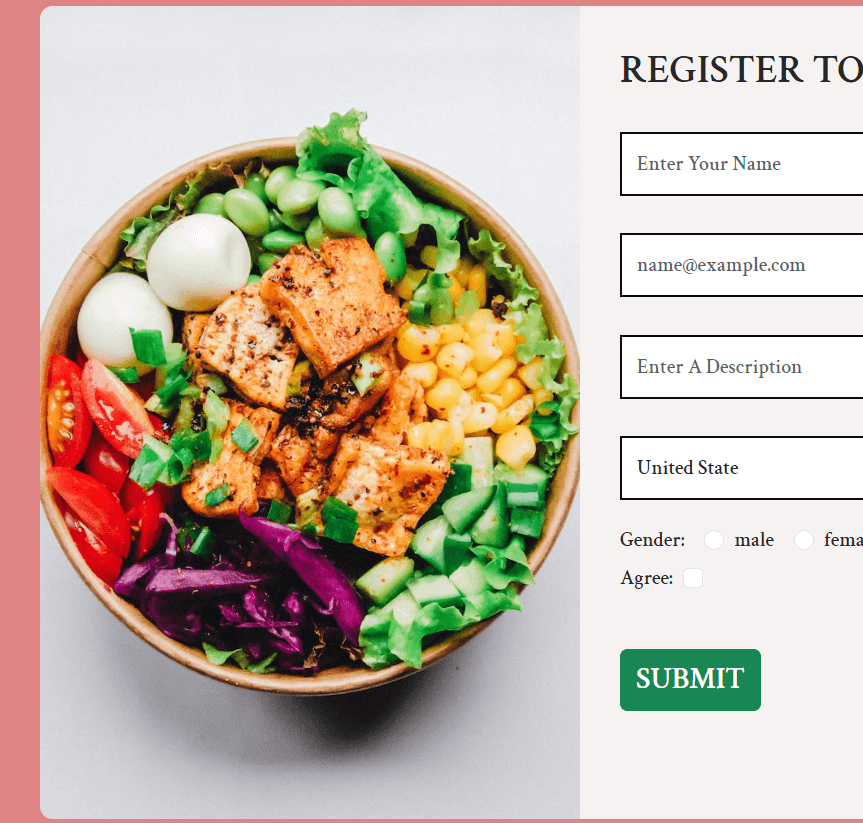 REGISTER TO
Enter Your Name
name@example.com
Enter A Description
United State
Gender: male fema
Agree:
SUBMIT